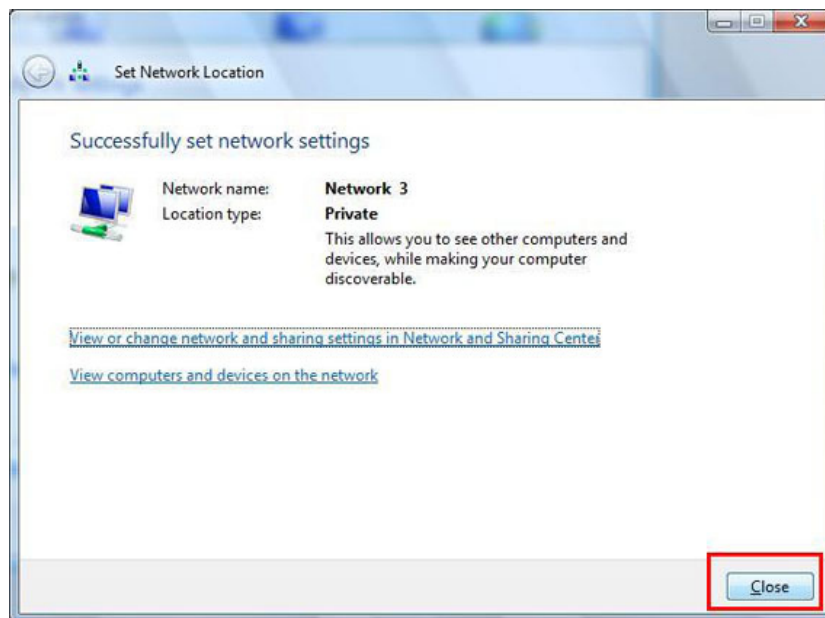 Set Network Location
Successfully set network settings
Network name: Network 3
Location type: Private
This allows you to see other computers and
devices, while making your computer
discoverable.
View or change network and sharing settings in Network and Sharing Center
View computers and devices on the network
Close